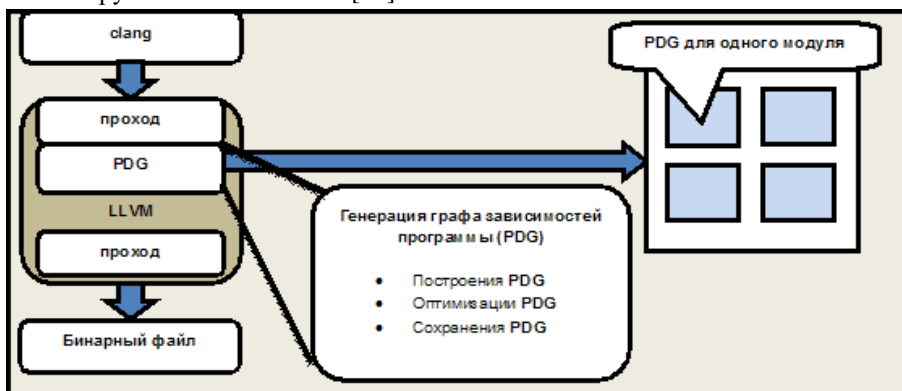 clang
проход
PDG
LLVM
проход
Бинарный файл
Генерация графа зависимостей
программы (PDG)
• Построения PDG
• Оптимизации PDG
• Сохранения PDG
PDG для одного модуля